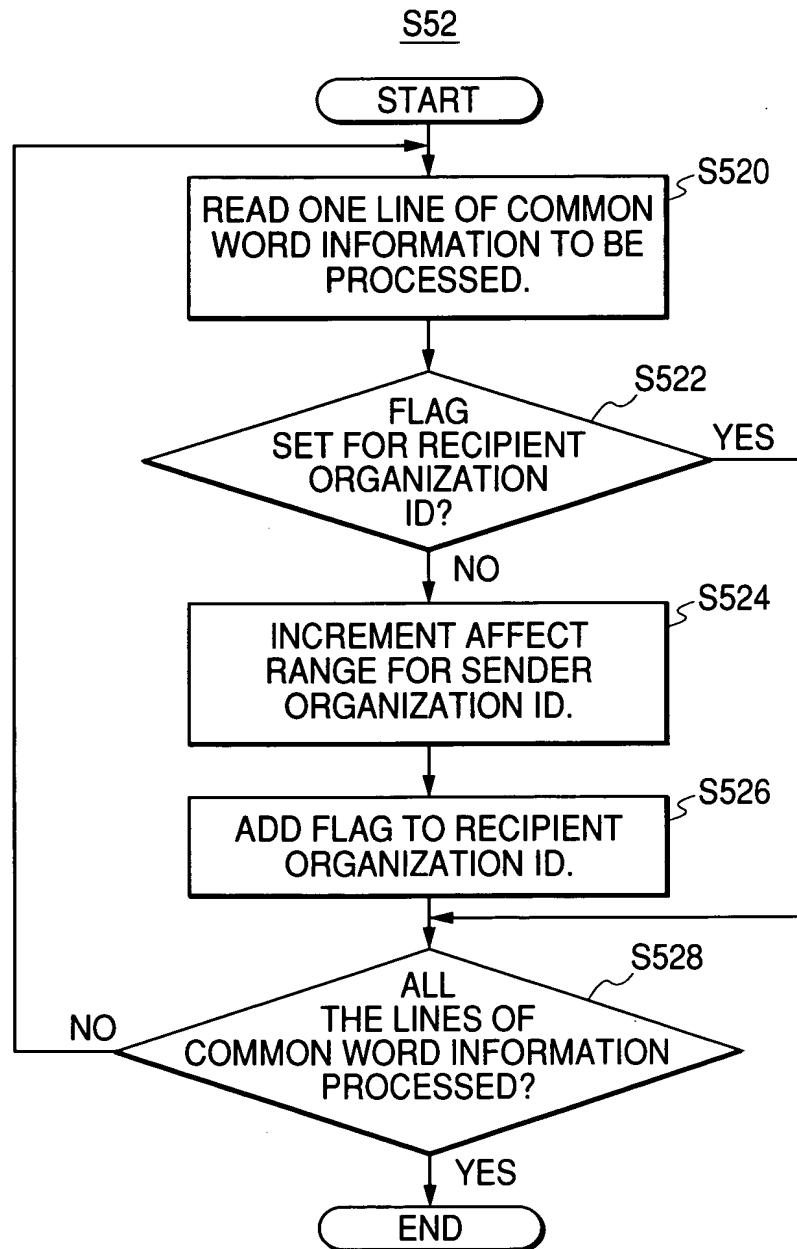 S52
START
S520
READ ONE LINE OF COMMON
WORD INFORMATION TO BE
PROCESSED.
S522
FLAG
SET FOR RECIPIENT
ORGANIZATION
ID?
YES
NO
S524
INCREMENT AFFECT
RANGE FOR SENDER
ORGANIZATION ID.
S526
ADD FLAG TO RECIPIENT
ORGANIZATION ID.
S528
ALL
THE LINES OF
COMMON WORD INFORMATION
PROCESSED?
NO
YES
END